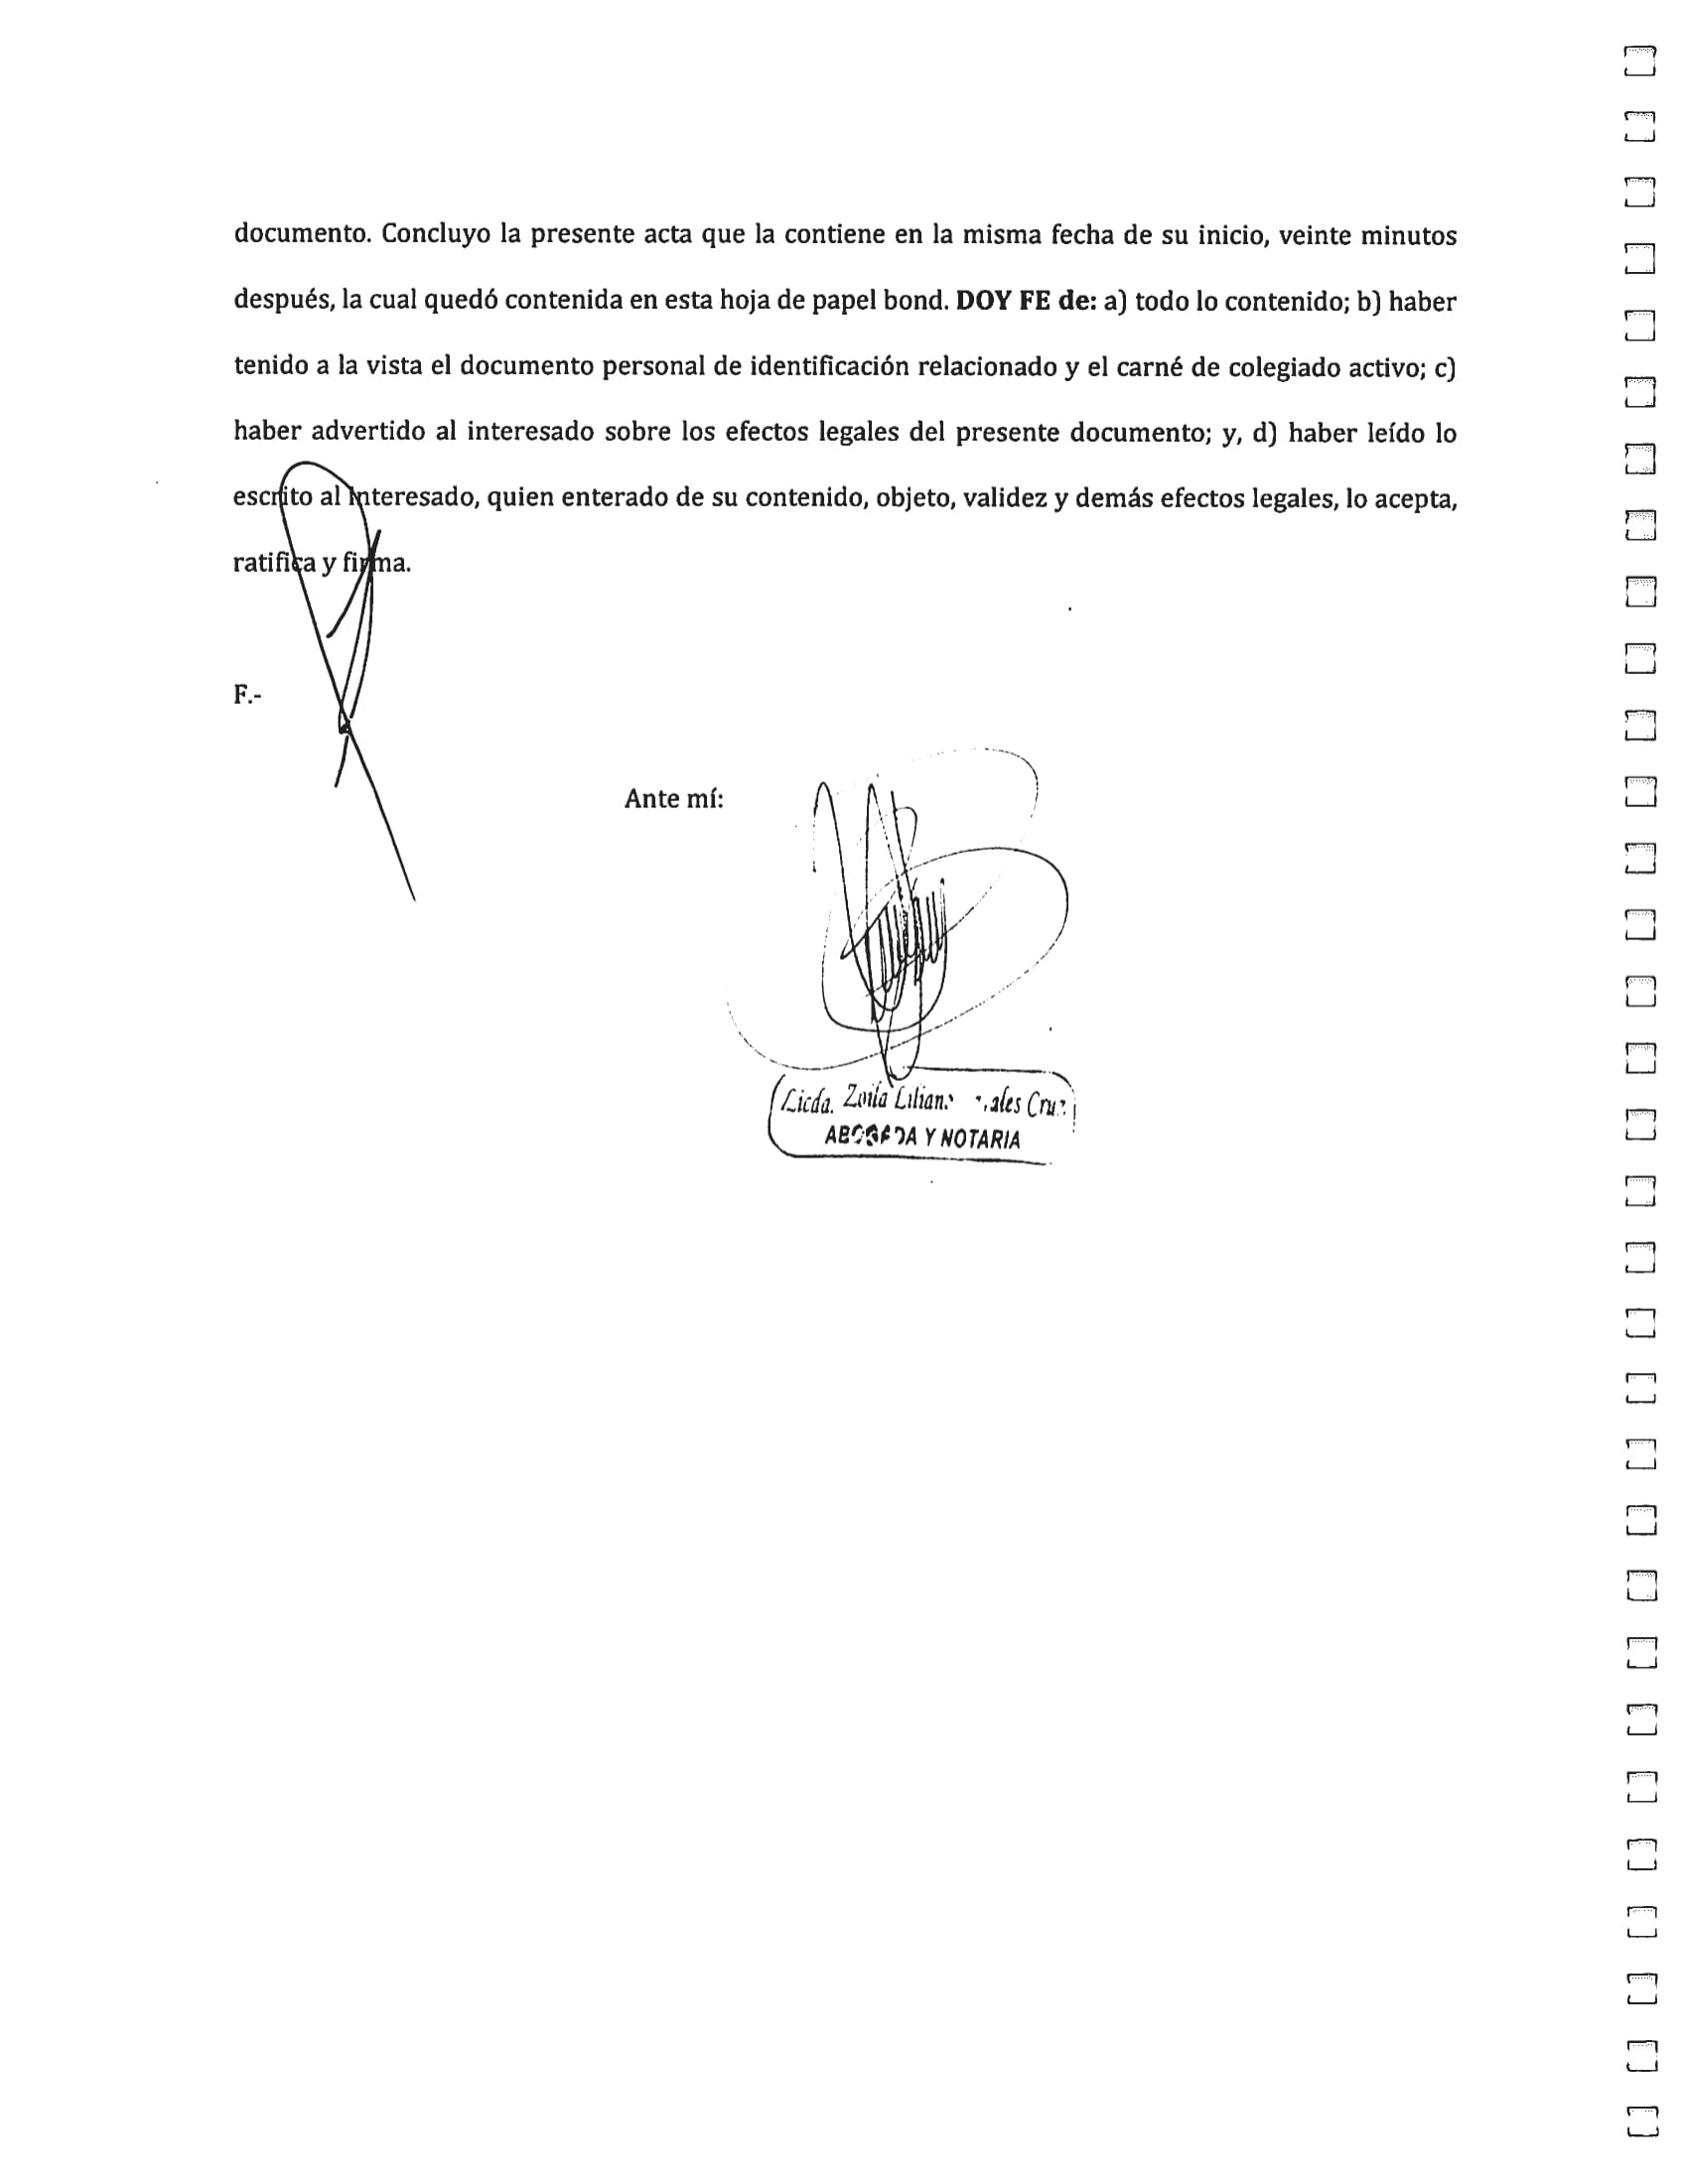 documento. Concluyo la presente acta que la contiene en la misma fecha de su inicio, veinte minutos
después, la cual quedó contenida en esta hoja de papel bond. DOY FE de: a) todo lo contenido; b) haber
tenido a la vista el documento personal de identificación relacionado y el carné de colegiado activo; c)
haber advertido al interesado sobre los efectos legales del presente documento; y, d) haber leído lo
escrito al interesado, quien enterado de su contenido, objeto, validez y demás efectos legales, lo acepta,
ratifica y firma.
F.-
Ante mí:
Licda. Zoila Liliana Cruz
ABOGADA Y NOTARIA